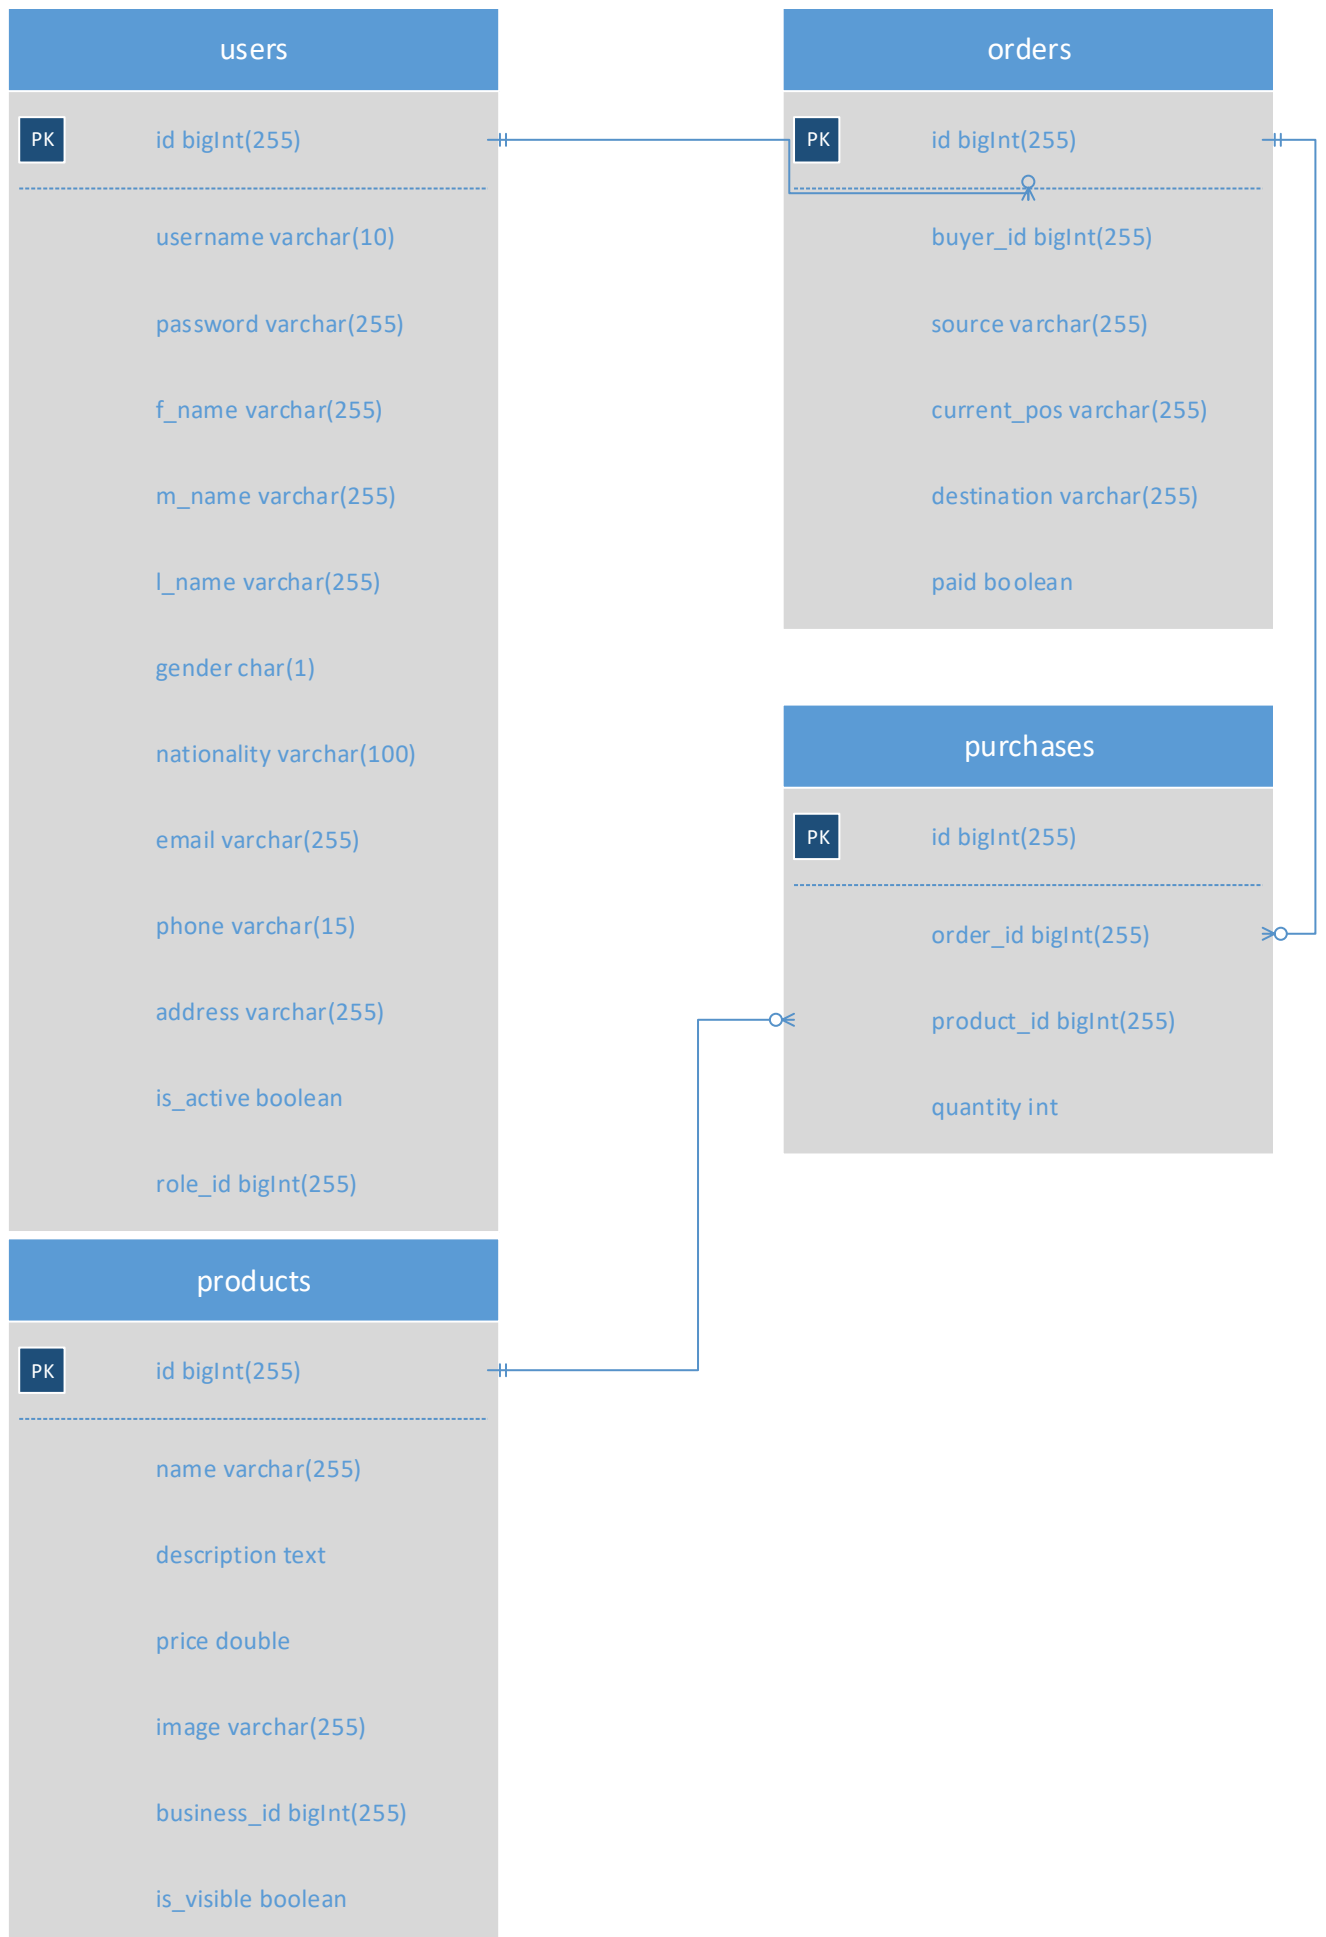 users
PK
id bigInt(255)
username varchar(10)
password varchar(255)
f_name varchar(255)
m_name varchar(255)
l_name varchar(255)
gender char(1)
nationality varchar(100)
email varchar(255)
phone varchar(15)
address varchar(255)
is_active boolean
role_id bigInt(255)
orders
PK
id bigInt(255)
buyer_id bigInt(255)
source varchar(255)
current_pos varchar(255)
destination varchar(255)
paid boolean
purchases
PK
id bigInt(255)
order_id bigInt(255)
product_id bigInt(255)
quantity int
products
PK
id bigInt(255)
name varchar(255)
description text
price double
image varchar(255)
business_id bigInt(255)
is_visible boolean